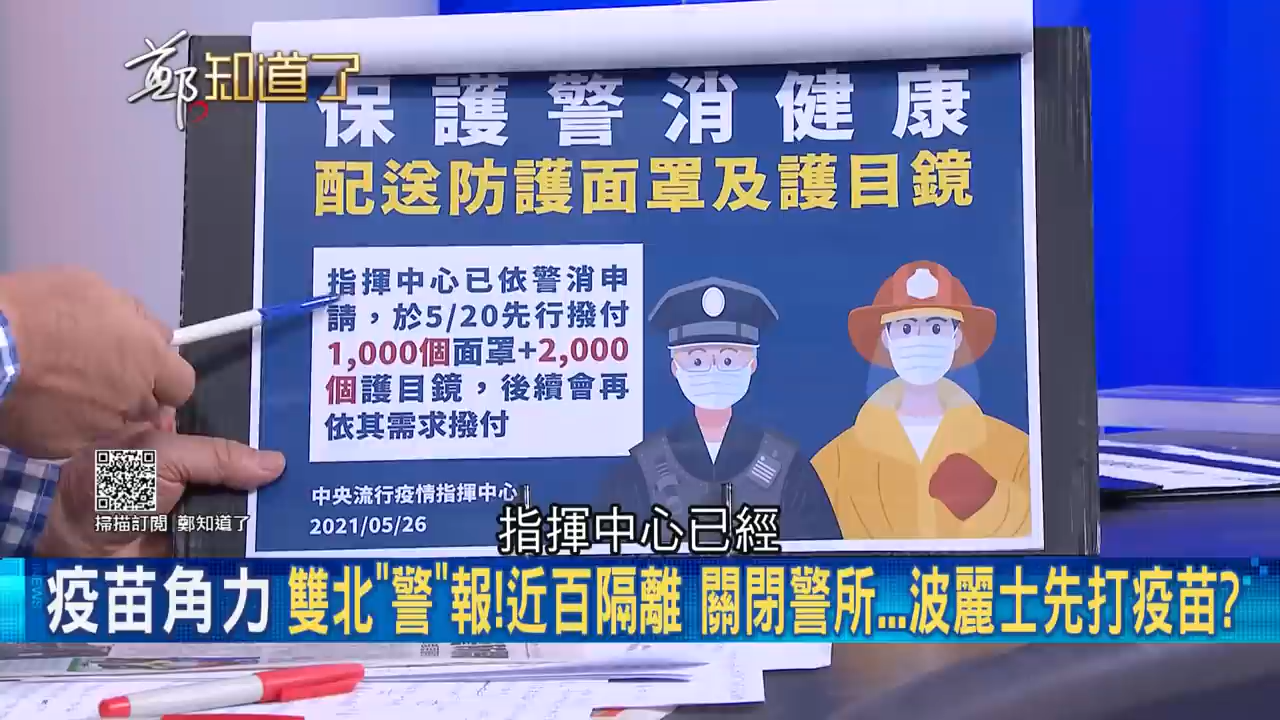 鄭知道了
保護警消健康
配送防護面罩及護目鏡
指揮中心已依警消申
請，於5/20先行撥付
1,000個面罩+2,000
個護目鏡，後續會再
依其需求撥付
中央流行疫情指揮中心
2021/05/26
掃描訂閱 鄭知道了
指揮中心已經
NEWS
疫苗角力 雙北"警"報!近百隔離 關閉警所...波麗士先打疫苗?